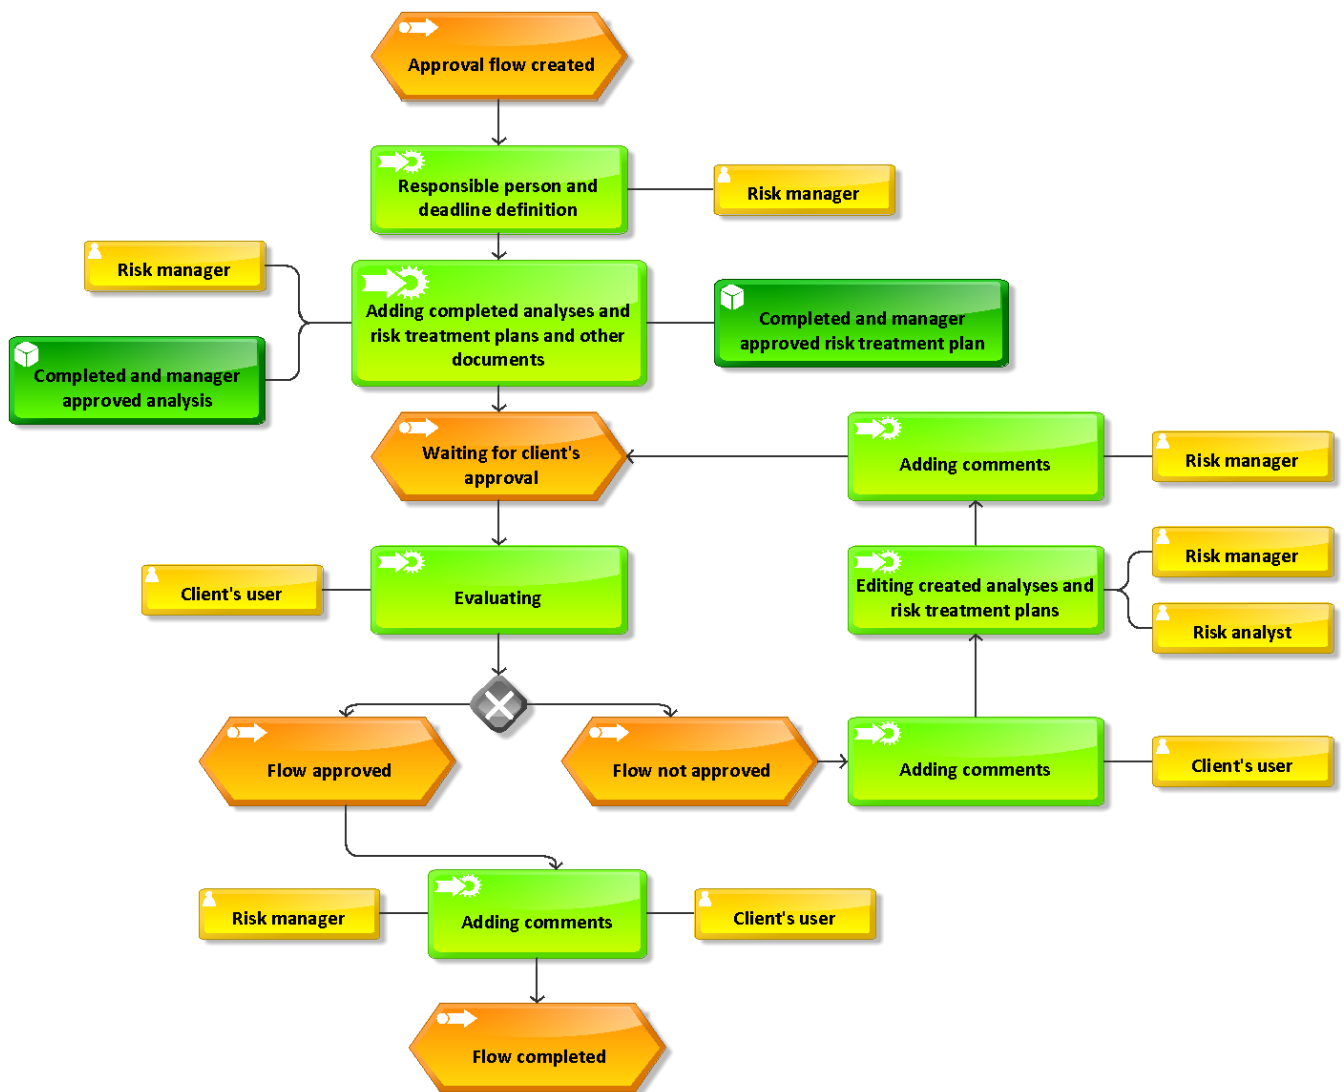 Approval flow created
Responsible person and
deadline definition
Risk manager
Risk manager
Adding completed analyses and
risk treatment plans and other
documents
Completed and manager
approved risk treatment plan
Completed and manager
approved analysis
Waiting for client's
approval
Adding comments
Risk manager
Client's user
Evaluating
Editing created analyses and
risk treatment plans
Risk manager
Risk analyst
Flow approved
Flow not approved
Adding comments
Client's user
Risk manager
Adding comments
Client's user
Flow completed